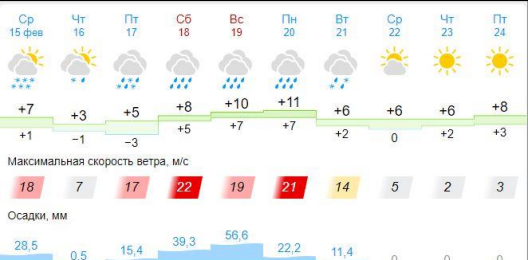 Ср Чт Пт Сб Вс Пн Вт Ср Чт Пт
15 фев 16 17 18 19 20 21 22 23 24
+7 +3 +5 +8 +10 +11 +6 +6 +6 +8
+1 −1 −3 +5 +7 +7 +2 0 +2 +3
Максимальная скорость ветра, м/с
18 7 17 22 19 21 14 5 2 3
Осадки, мм
28,5 0,5 15,4 39,3 56,6 22,2 11,4 0 0 0